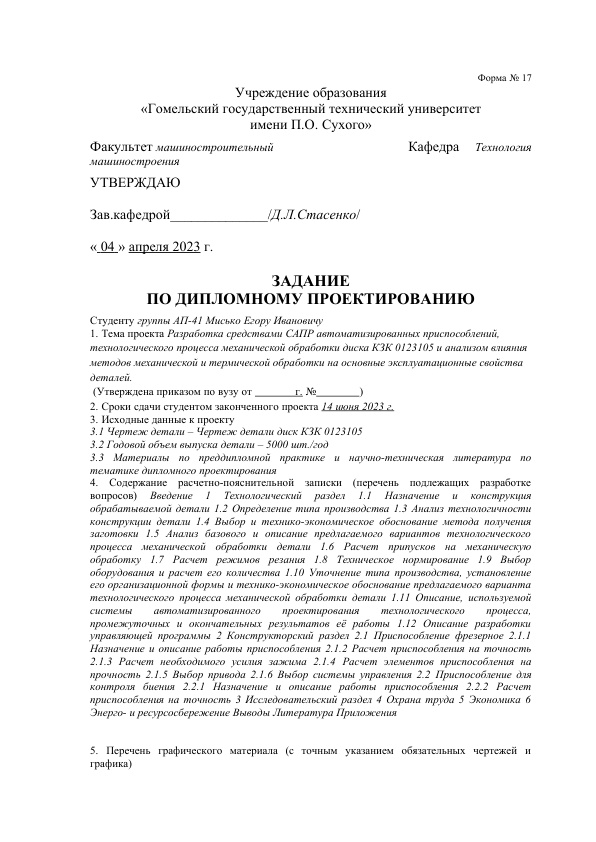 Форма № 17
Учреждение образования
«Гомельский государственный технический университет
имени П.О. Сухого»
Факультет машиностроительный Кафедра Технология
машиностроения
УТВЕРЖДАЮ
Зав.кафедрой______________/Д.Л.Стасенко/
« 04 » апреля 2023 г.
ЗАДАНИЕ
ПО ДИПЛОМНОМУ ПРОЕКТИРОВАНИЮ
Студенту группы АП-41 Мисько Егору Ивановичу
1. Тема проекта Разработка средствами САПР автоматизированных приспособлений,
технологического процесса механической обработки диска КЗК 0123105 и анализом влияния
методов механической и термической обработки на основные эксплуатационные свойства
деталей.
(Утверждена приказом по вузу от ________г. №________)
2. Сроки сдачи студентом законченного проекта 14 июня 2023 г.
3. Исходные данные к проекту
3.1 Чертеж детали – Чертеж детали диск КЗК 0123105
3.2 Годовой объем выпуска детали – 5000 шт./год
3.3 Материалы по преддипломной практике и научно-техническая литература по
тематике дипломного проектирования
4. Содержание расчетно-пояснительной записки (перечень подлежащих разработке
вопросов) Введение 1 Технологический раздел 1.1 Назначение и конструкция
обрабатываемой детали 1.2 Определение типа производства 1.3 Анализ технологичности
конструкции детали 1.4 Выбор и технико-экономическое обоснование метода получения
заготовки 1.5 Анализ базового и описание предлагаемого вариантов технологического
процесса механической обработки детали 1.6 Расчет припусков на механическую
обработку 1.7 Расчет режимов резания 1.8 Техническое нормирование 1.9 Выбор
оборудования и расчет его количества 1.10 Уточнение типа производства, установление
его организационной формы и технико-экономическое обоснование предлагаемого варианта
технологического процесса механической обработки детали 1.11 Описание, используемой
системы автоматизированного проектирования технологического процесса,
промежуточных и окончательных результатов её работы 1.12 Описание разработки
управляющей программы 2 Конструкторский раздел 2.1 Приспособление фрезерное 2.1.1
Назначение и описание работы приспособления 2.1.2 Расчет приспособления на точность
2.1.3 Расчет необходимого усилия зажима 2.1.4 Расчет элементов приспособления на
прочность 2.1.5 Выбор привода 2.1.6 Выбор системы управления 2.2 Приспособление для
контроля биения 2.2.1 Назначение и описание работы приспособления 2.2.2 Расчет
приспособления на точность 3 Исследовательский раздел 4 Охрана труда 5 Экономика 6
Энерго- и ресурсосбережение Выводы Литература Приложения
5. Перечень графического материала (с точным указанием обязательных чертежей и
графика)